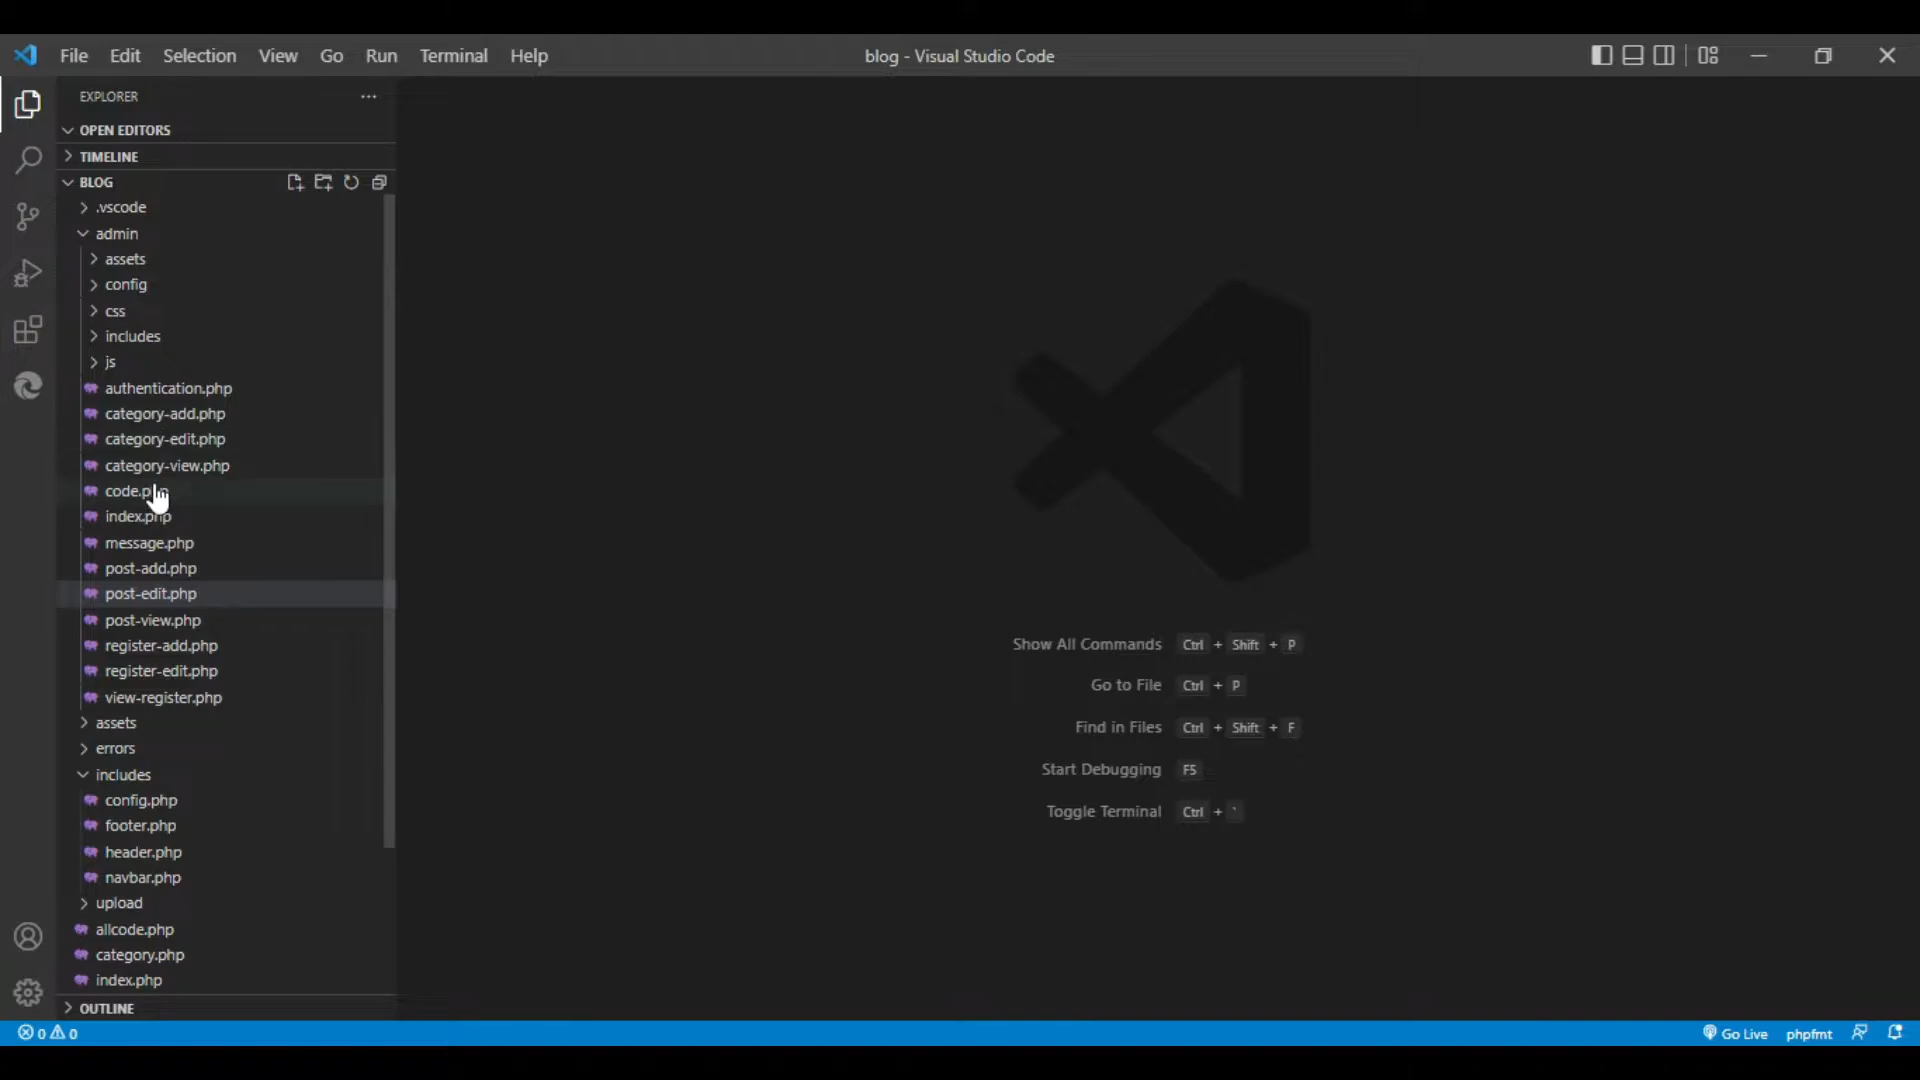 File Edit Selection View Go Run Terminal Help blog - Visual Studio Code
EXPLORER
OPEN EDITORS
TIMELINE
BLOG
.vscode
admin
assets
config
css
includes
js
authentication.php
category-add.php
category-edit.php
category-view.php
code.php
index.php
message.php
post-add.php
post-edit.php
post-view.php
register-add.php
register-edit.php
view-register.php
assets
errors
includes
config.php
footer.php
header.php
navbar.php
upload
allcode.php
category.php
index.php
OUTLINE
Show All Commands Ctrl + Shift + P
Go to File Ctrl + P
Find in Files Ctrl + Shift + F
Start Debugging F5
Toggle Terminal Ctrl + `
0 0 Go Live phpfmt